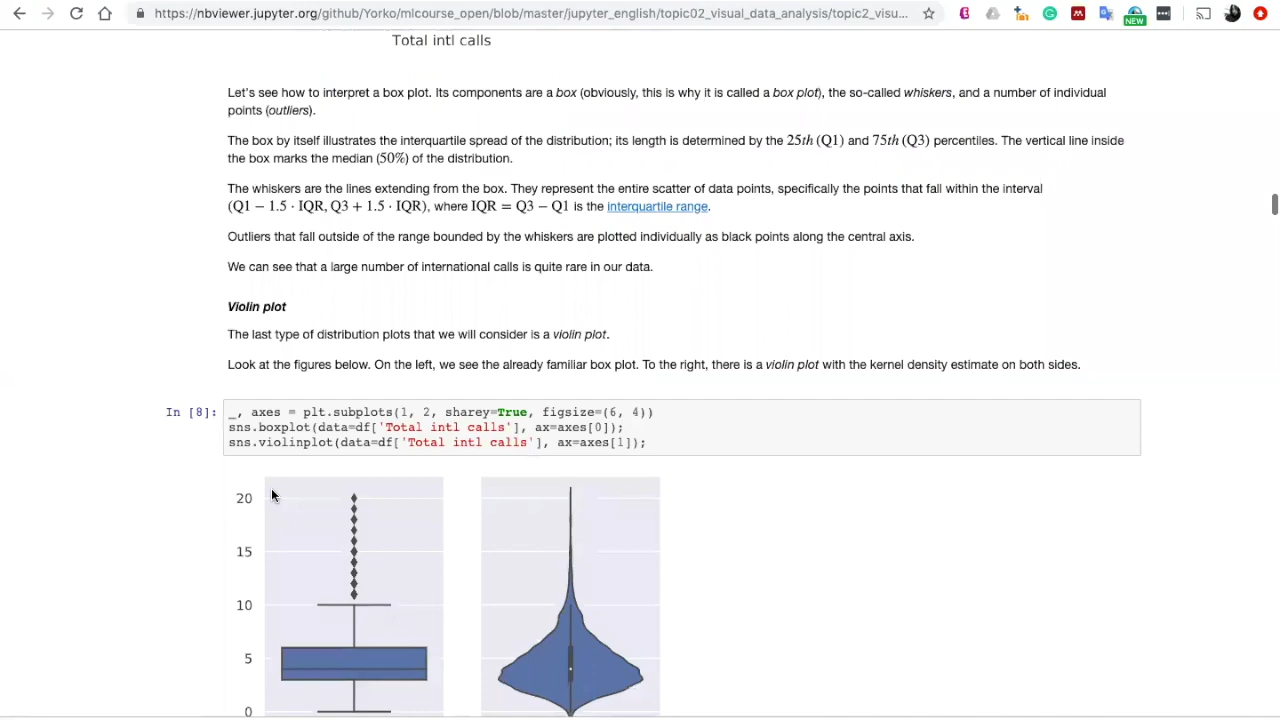 https://nbviewer.jupyter.org/github/Yorko/mlcourse_open/blob/master/jupyter_english/topic02_visual_data_analysis/topic2_visu...
NEW
Total intl calls
Let's see how to interpret a box plot. Its components are a box (obviously, this is why it is called a box plot), the so-called whiskers, and a number of individual
points (outliers).
The box by itself illustrates the interquartile spread of the distribution; its length is determined by the 25th (Q1) and 75th (Q3) percentiles. The vertical line inside
the box marks the median (50%) of the distribution.
The whiskers are the lines extending from the box. They represent the entire scatter of data points, specifically the points that fall within the interval
(Q1 − 1.5 · IQR, Q3 + 1.5 · IQR), where IQR = Q3 − Q1 is the interquartile range.
Outliers that fall outside of the range bounded by the whiskers are plotted individually as black points along the central axis.
We can see that a large number of international calls is quite rare in our data.
Violin plot
The last type of distribution plots that we will consider is a violin plot.
Look at the figures below. On the left, we see the already familiar box plot. To the right, there is a violin plot with the kernel density estimate on both sides.
In [8]: _, axes = plt.subplots(1, 2, sharey=True, figsize=(6, 4))
sns.boxplot(data=df['Total intl calls'], ax=axes[0]);
sns.violinplot(data=df['Total intl calls'], ax=axes[1]);
20
15
10
5
0